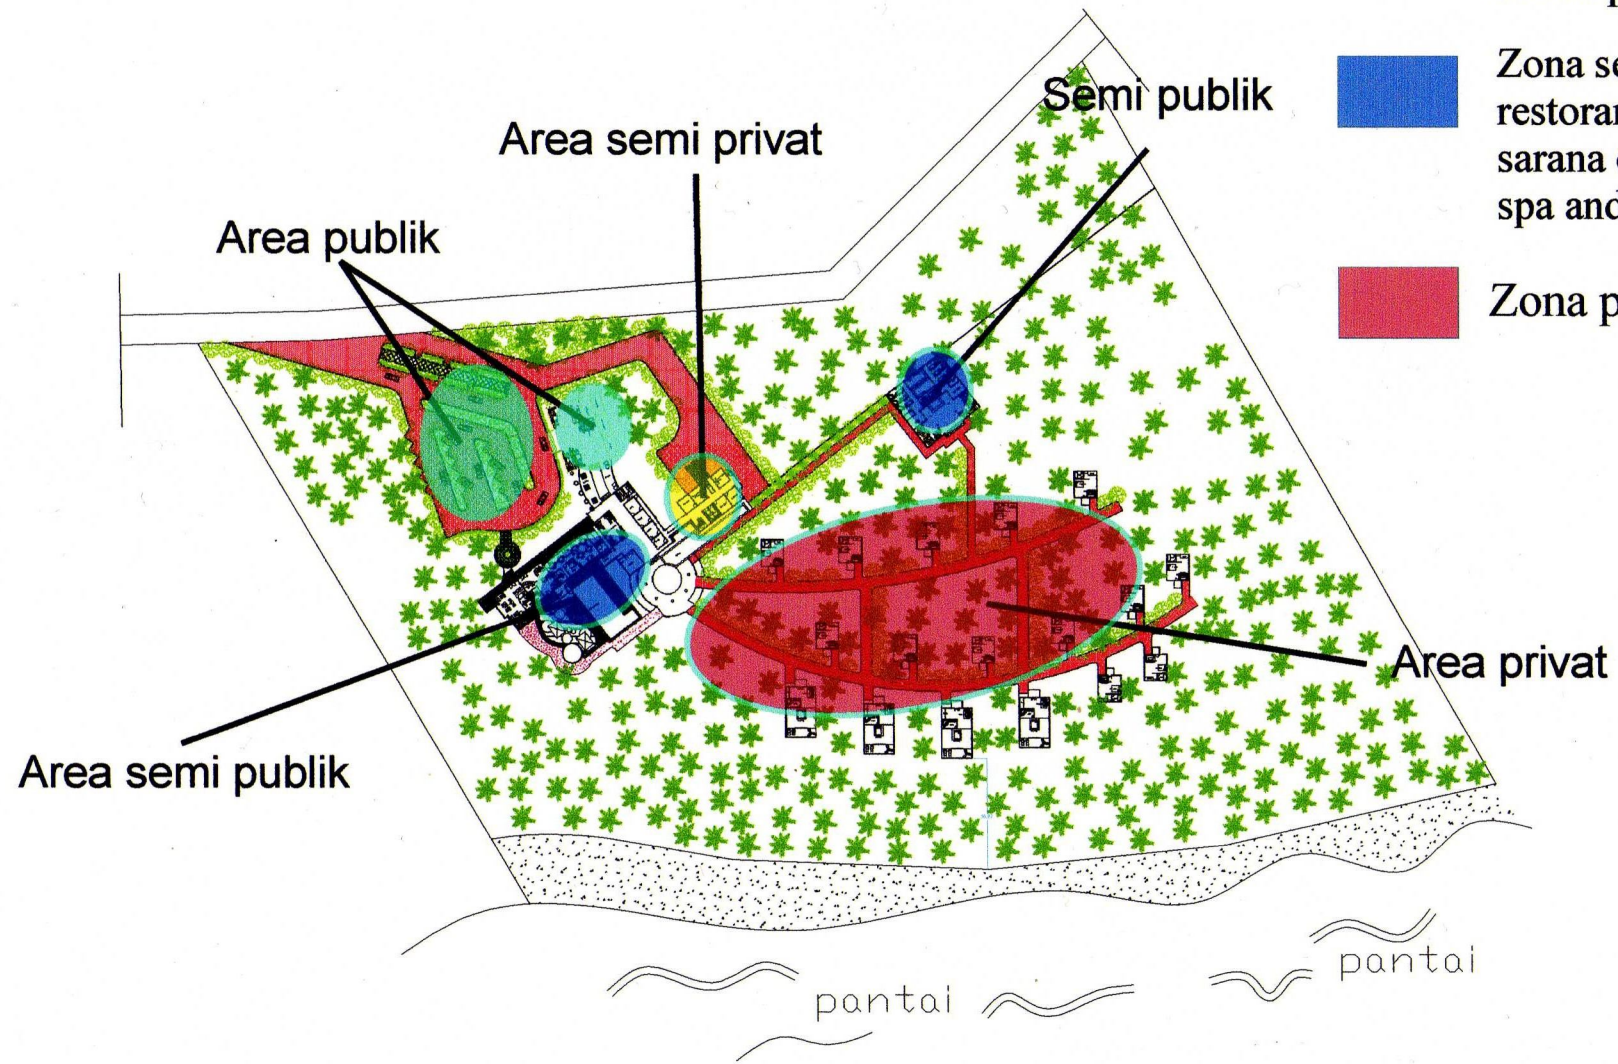 Semi publik
Area semi privat
Area publik
Zona
restoran
sarana
spa and
Zona
Area privat
Area semi publik
pantai
pantai